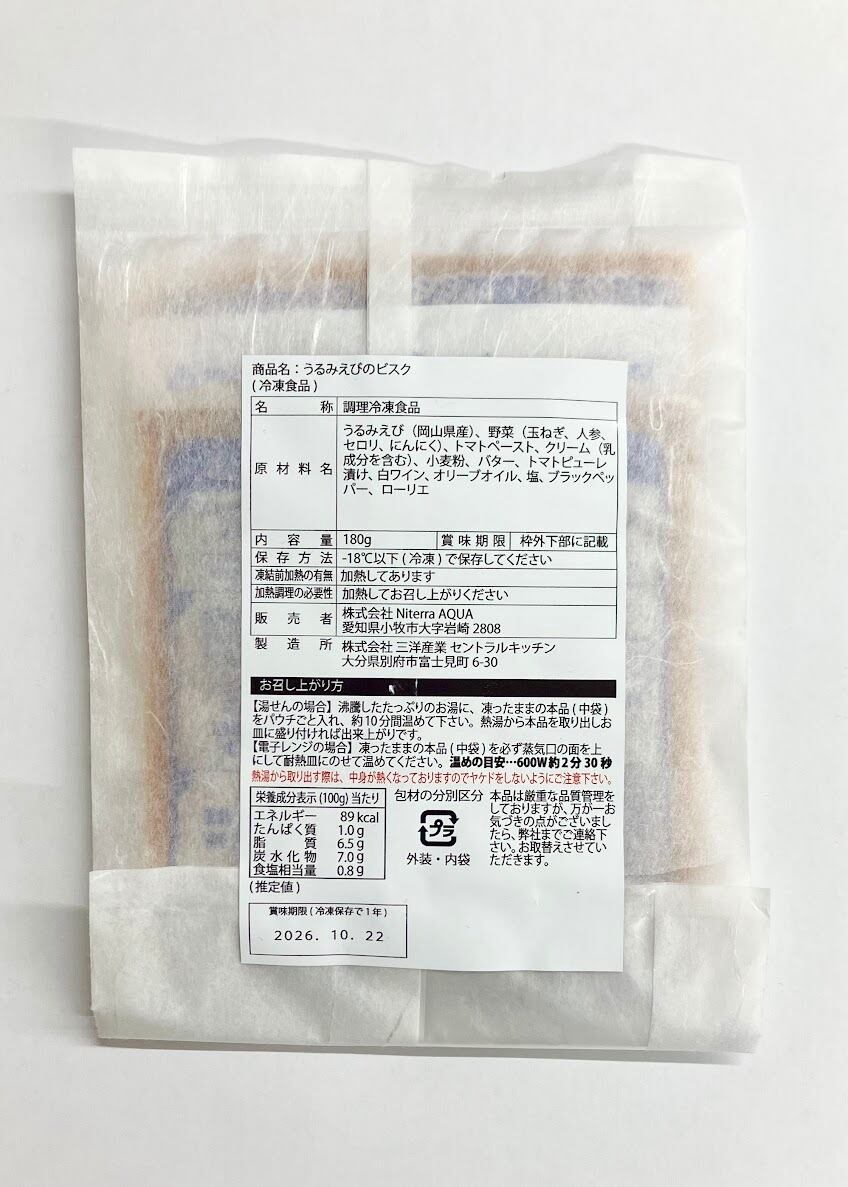 商品名：うるみえびのビスク
(冷凍食品)
名称 調理冷凍食品
原材料名 うるみえび（岡山県産）、野菜（玉ねぎ、人参、
セロリ、にんにく）、トマトペースト、クリーム（乳
成分を含む）、小麦粉、バター、トマトピューレ
漬け、白ワイン、オリーブオイル、塩、ブラックペッ
パー、ローリエ
内容量 180g 賞味期限 枠外下部に記載
保存方法 -18℃以下(冷凍)で保存してください
凍結前加熱の有無 加熱してあります
加熱調理の必要性 加熱してお召し上がりください
販売者 株式会社 Niterra AQUA
愛知県小牧市大字岩崎 2808
製造所 株式会社 三洋産業 セントラルキッチン
大分県別府市富士見町 6-30
お召し上がり方
【湯せんの場合】沸騰したたっぷりのお湯に、凍ったままの本品(中袋)
をパウチごと入れ、約10分間温めて下さい。熱湯から本品を取り出しお
皿に盛り付ければ出来上がりです。
【電子レンジの場合】凍ったままの本品(中袋)を必ず蒸気口の面を上
にして耐熱皿にのせて温めてください。温めの目安…600W約2分30秒
熱湯から取り出す際は、中身が熱くなっておりますのでヤケドをしないようにご注意下さい。
栄養成分表示(100g)当たり
エネルギー 89kcal
たんぱく質 1.0g
脂質 6.5g
炭水化物 7.0g
食塩相当量 0.8g
(推定値)
包材の分別区分
プラ
外装・内袋
本品は厳重な品質管理を
しておりますが、万が一お
気づきの点がございまし
たら、弊社までご連絡下
さい。お取替えさせてい
ただきます。
賞味期限(冷凍保存で1年)
2026. 10. 22